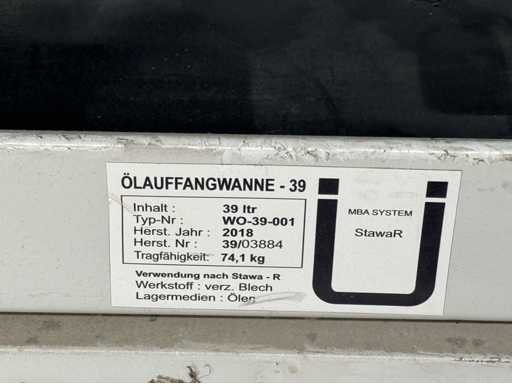 ÖLAUFFANGWANNE - 39
Inhalt : 39 ltr
Typ-Nr : WO-39-001
Herst. Jahr : 2018
Herst. Nr : 39/03884
Tragfähigkeit: 74,1 kg
Verwendung nach Stawa - R
Werkstoff : verz. Blech
Lagermedien : Ölen
MBA SYSTEM
StawaR
Ü